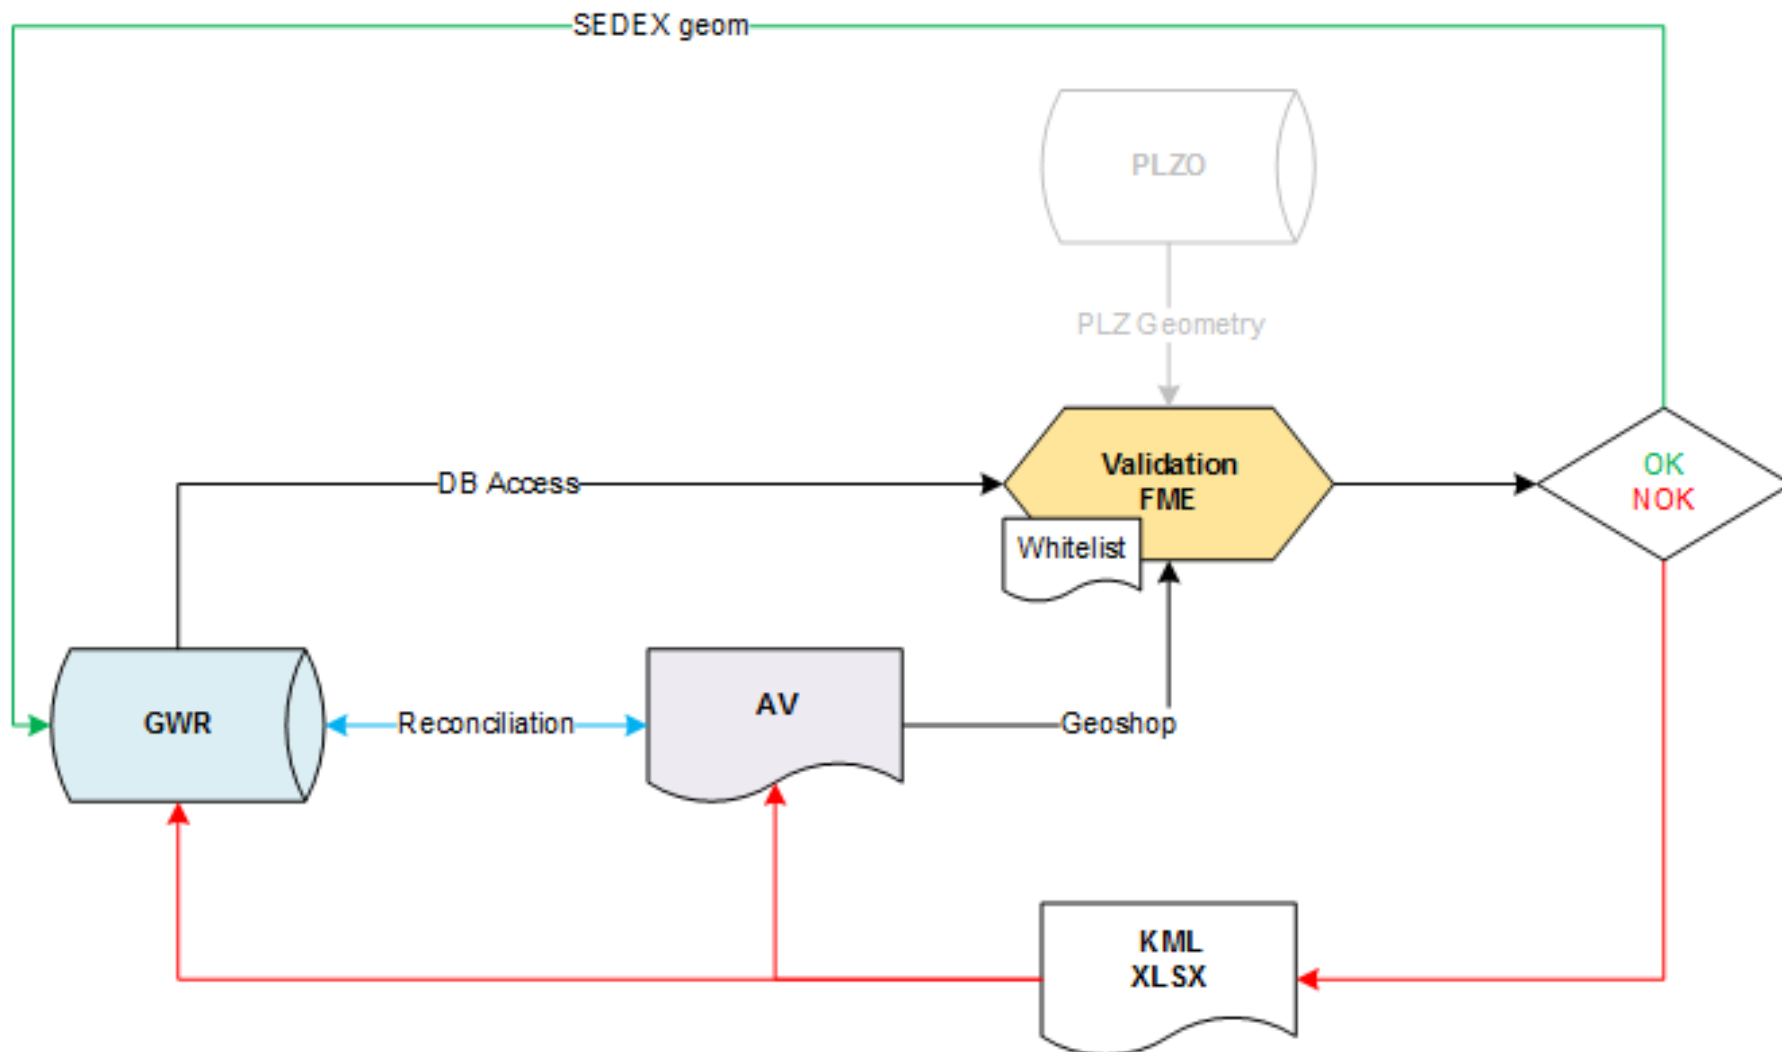 SEDEX geom
PLZO
PLZ Geometry
Validation
FME
OK
NOK
DB Access
Whitelist
GWR
Reconciliation
AV
Geoshop
KML
XLSX